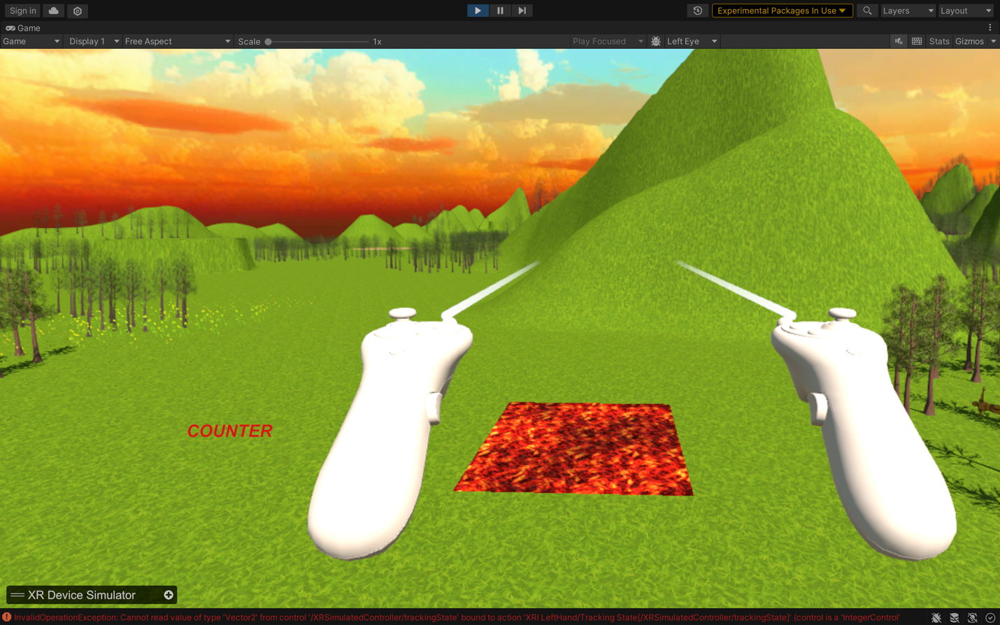 Sign in
Experimental Packages In Use
Layers
Layout
Game
Game
Display 1
Free Aspect
Scale
1x
Play Focused
Left Eye
Stats
Gizmos
COUNTER
XR Device Simulator
InvalidOperationException: Cannot read value of type 'Vector2' from control '/XRSimulatedController/trackingState' bound to action 'XRI LeftHand/Tracking State[/XRSimulatedController/trackingState]' (control is a 'IntegerControl'